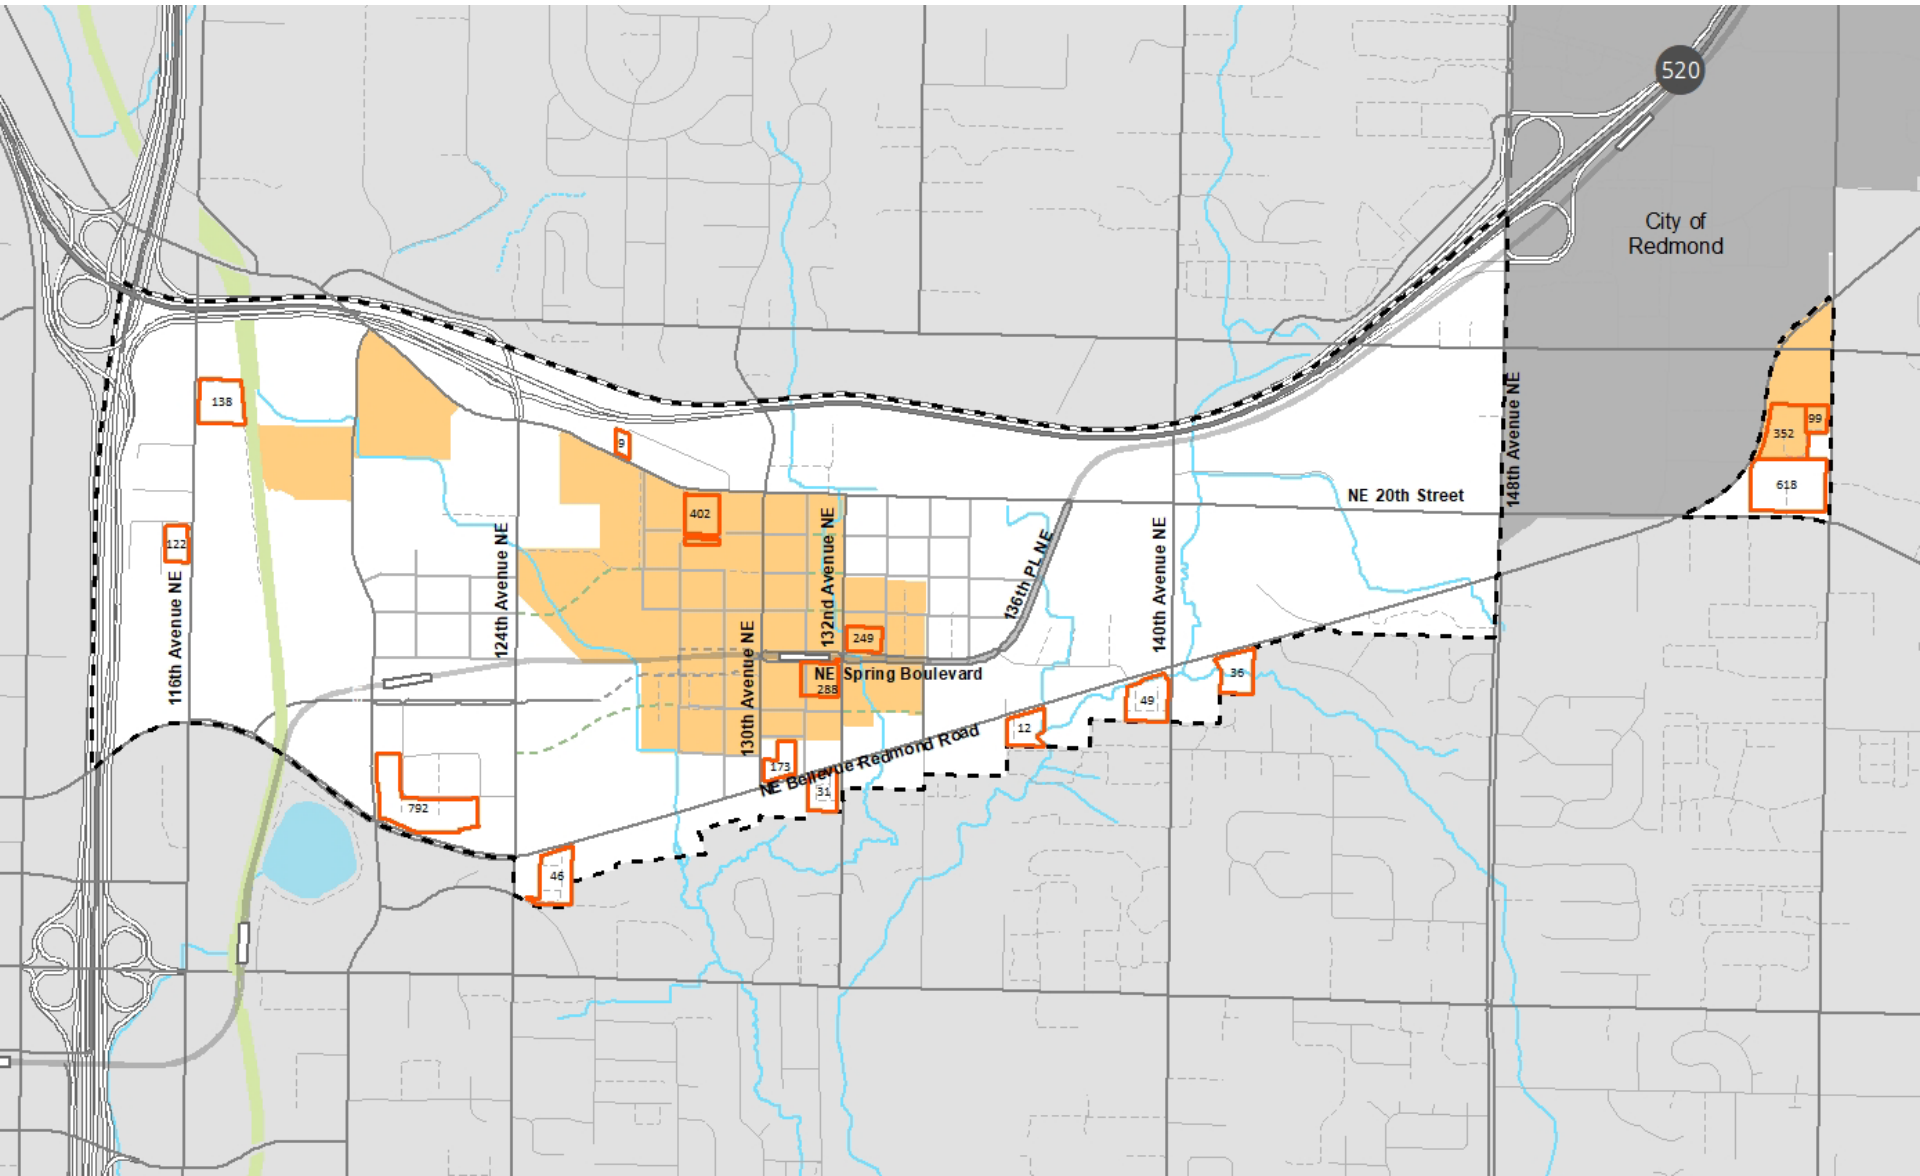 520
City of
Redmond
138
148th Avenue NE
99
352
9
618
NE 20th Street
402
122
124th Avenue NE
132nd Avenue NE
136th PL NE
140th Avenue NE
116th Avenue NE
130th Avenue NE
249
NE Spring Boulevard
288
36
49
12
173
NE Bellevue Redmond Road
31
792
46